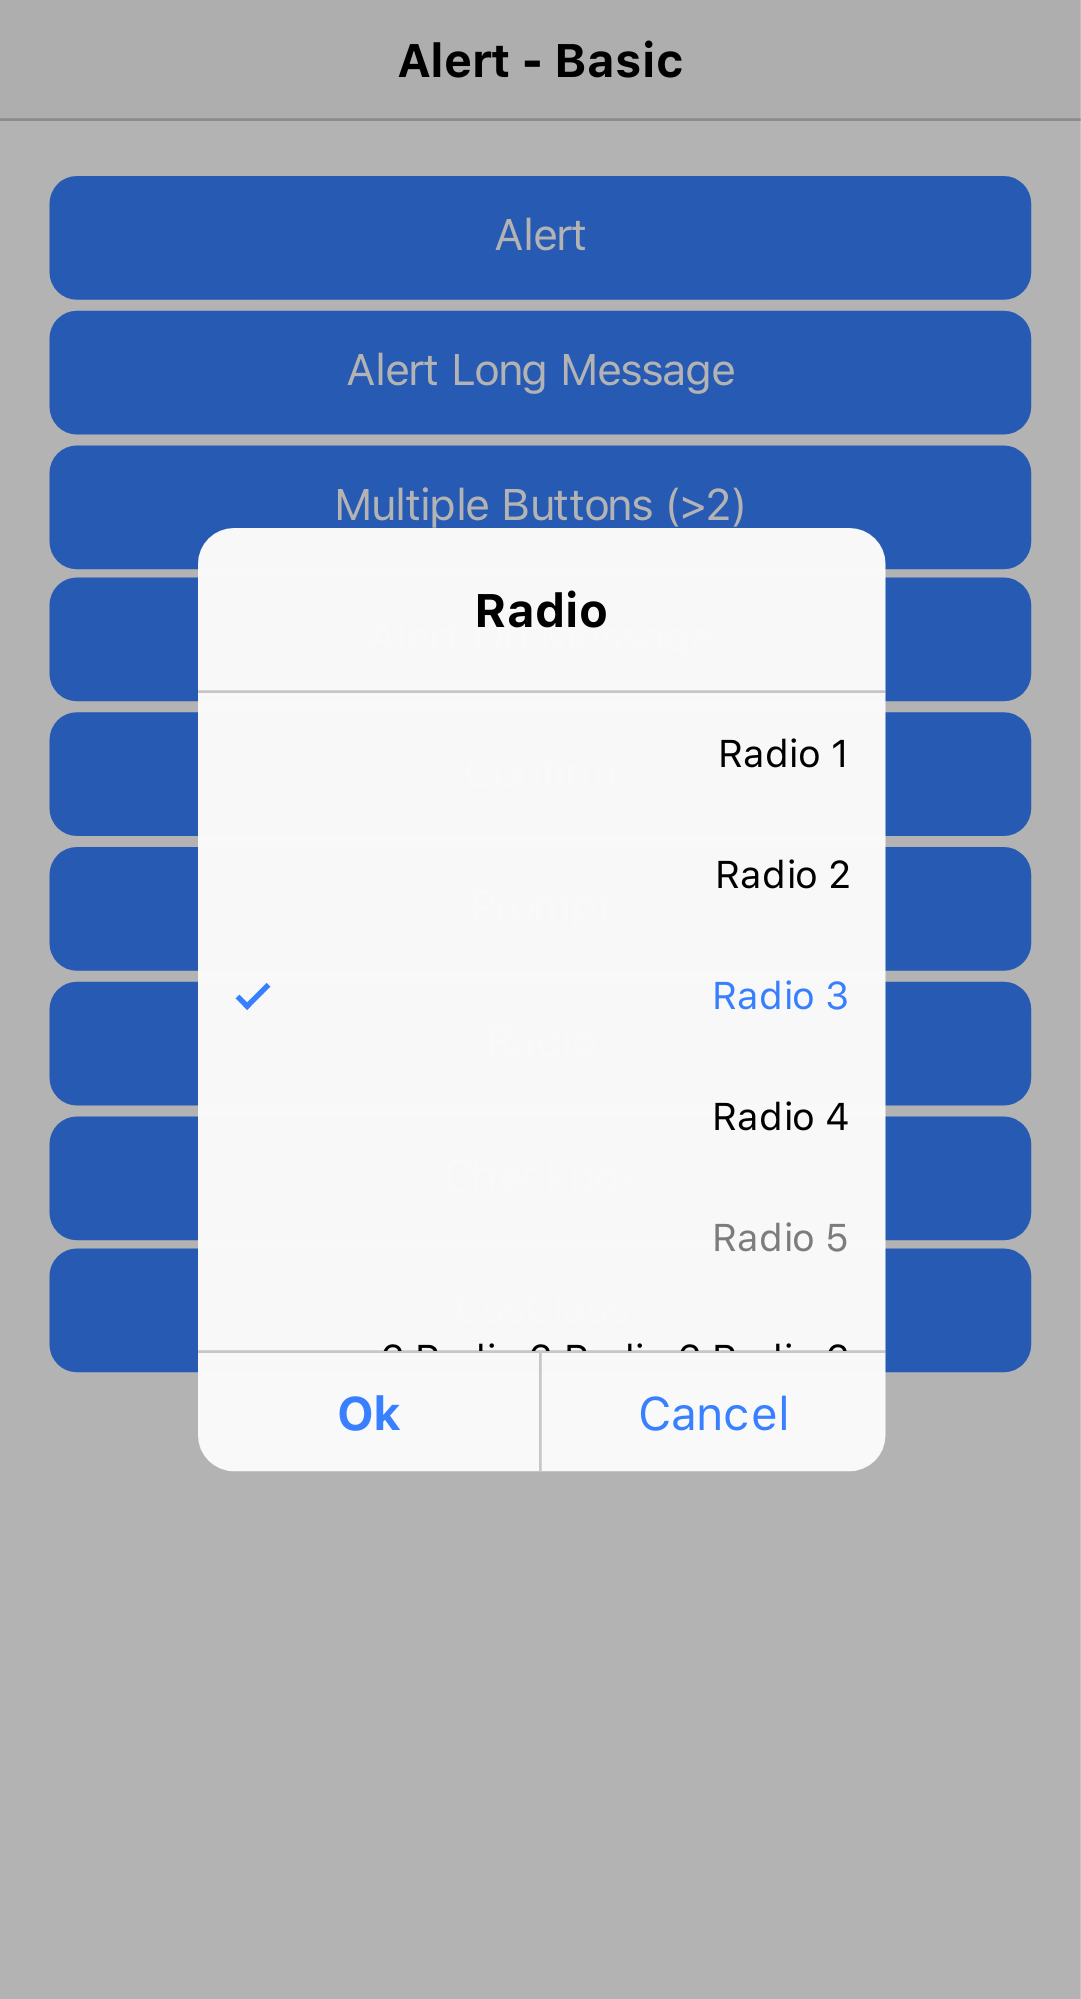 Alert - Basic
Alert
Alert Long Message
Multiple Buttons (>2)
Radio
Radio 1
Radio 2
Radio 3
Radio 4
Radio 5
Ok
Cancel